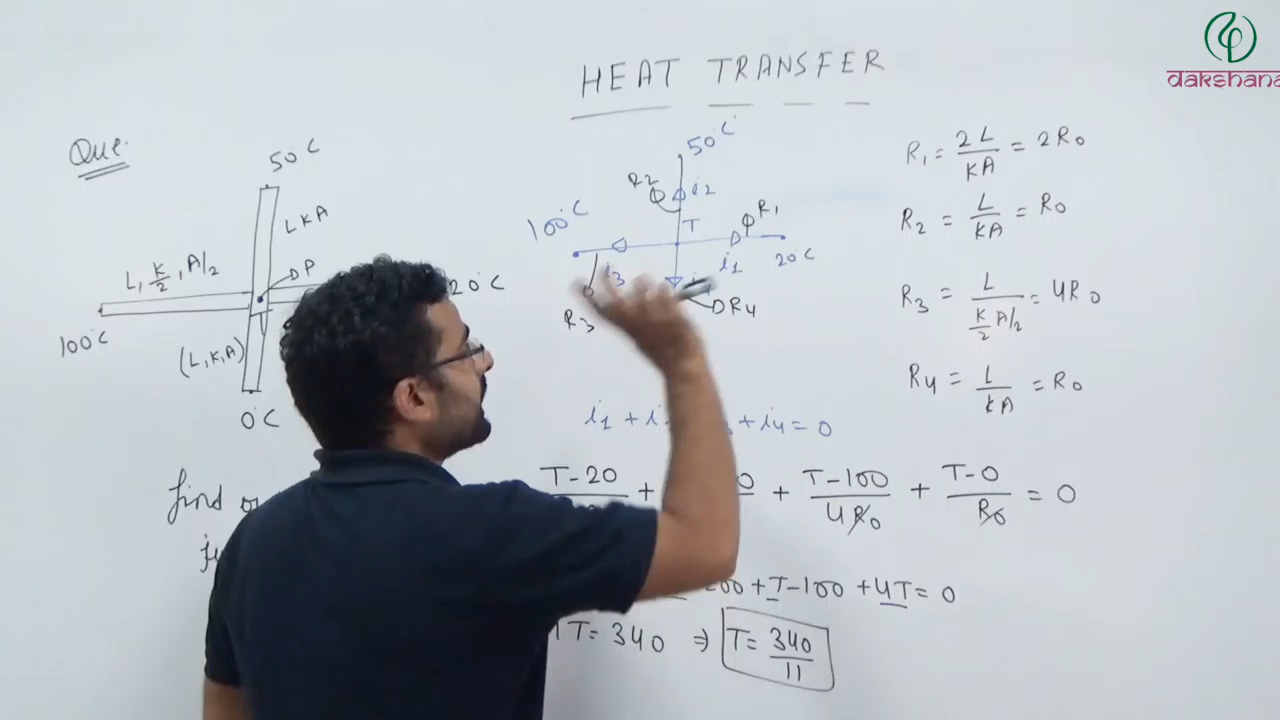 dakshana
HEAT TRANSFER
Que.
50°C
LKA
L, K/2, A/2
P
20°C
100°C
(L, K, A)
0°C
find
50°C
R2
i2
R1
100°C
T
i1
20°C
R3
R4
R1 = 2L/KA = 2R0
R2 = L/KA = R0
R3 = L/(K/2 A/2) = 4R0
R4 = L/KA = R0
i1 + + i4 = 0
T-20 + + T-100/4R0 + T-0/R0 = 0
+T-100 + 4T = 0
T = 340 ⇒ T = 340/11